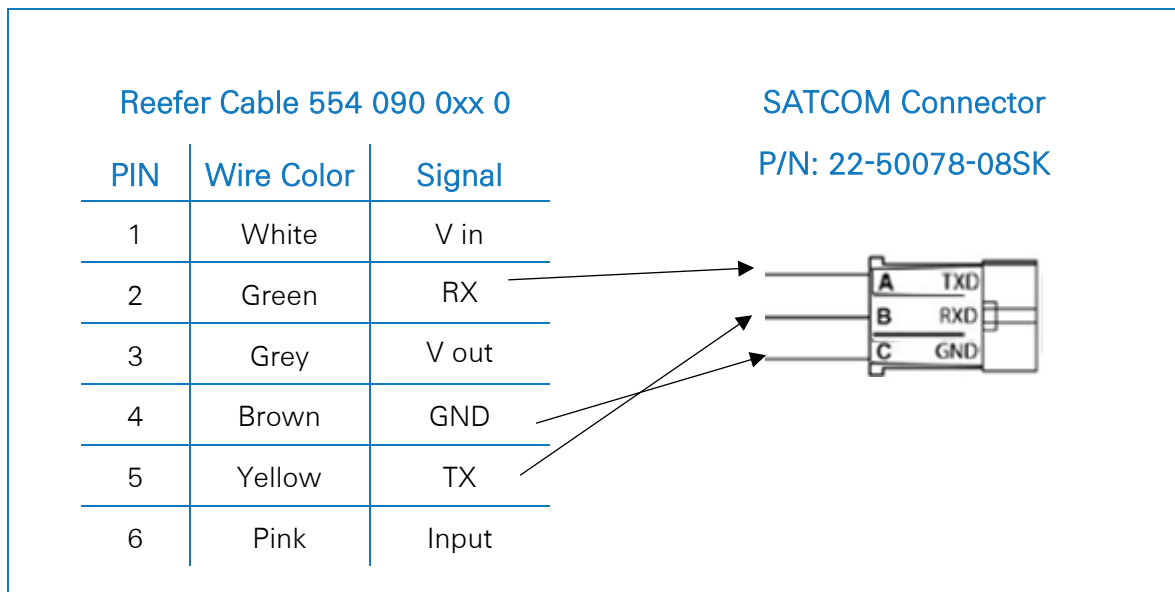 Reefer Cable 554 090 0xx 0
PIN Wire Color Signal
1 White V in
2 Green RX
3 Grey V out
4 Brown GND
5 Yellow TX
6 Pink Input
SATCOM Connector
P/N: 22-50078-08SK
A TXD
B RXD
C GND